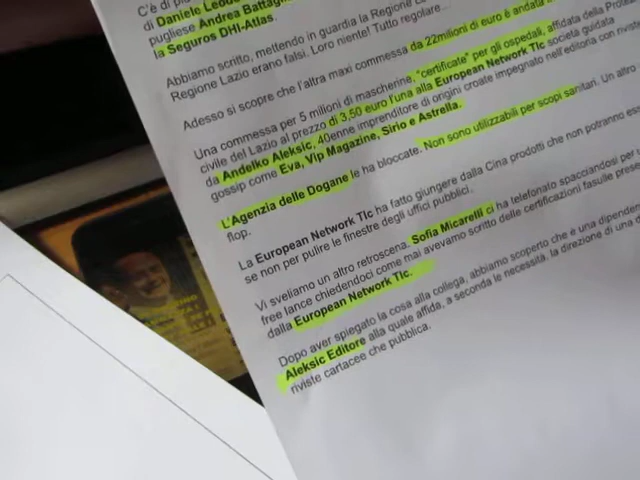 C'è di più
di Daniele Leodo
pugliese Andrea Battagl
la Seguros DHI-Atlas.
Abbiamo scritto, mettendo in guardia la Regione L
Regione Lazio erano falsi. Loro niente! Tutto regolare...
Adesso si scopre che l'altra maxi commessa da 22milioni di euro è andata a
Una commessa per 5 milioni di mascherine, "certificate" per gli ospedali, affidata della Prote
civile del Lazio al prezzo di 3,50 euro l'una alla European Network Tlc società guidata
da Andelko Aleksic, 40enne imprenditore di origini croate impegnato nell'editoria con rivist
gossip come Eva, Vip Magazine, Sirio e Astrella.
L'Agenzia delle Dogane le ha bloccate. Non sono utilizzabili per scopi sanitari. Un altro
flop.
La European Network Tlc ha fatto giungere dalla Cina prodotti che non potranno es
se non per pulire le finestre degli uffici pubblici.
Vi sveliamo un altro retroscena. Sofia Micarelli ci ha telefonato spacciandosi per
free lance chiedendoci come mai avevamo scritto delle certificazioni fasulle prese
dalla European Network Tlc.
Dopo aver spiegato la cosa alla collega, abbiamo scoperto che è una dipenden
Aleksic Editore alla quale affida, a seconda le necessità, la direzione di una d
riviste cartacee che pubblica.